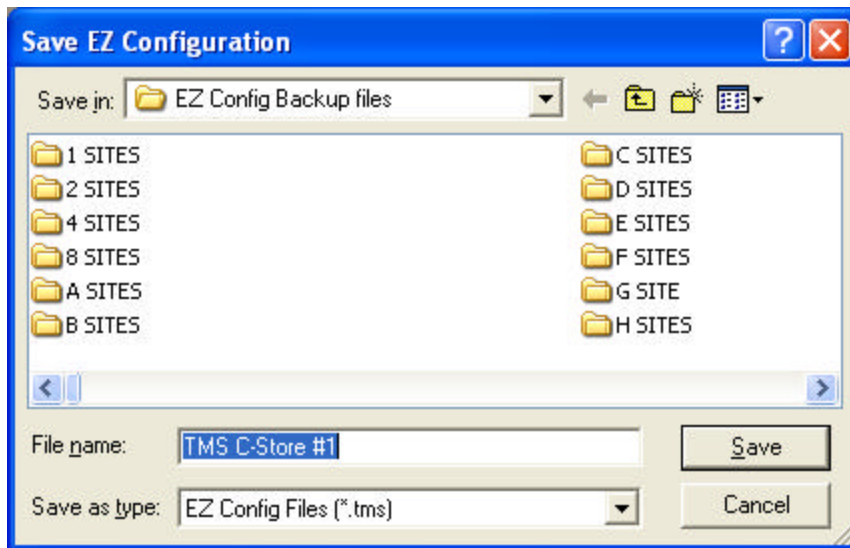 Save EZ Configuration
Save in: EZ Config Backup files
1 SITES
2 SITES
4 SITES
8 SITES
A SITES
B SITES
C SITES
D SITES
E SITES
F SITES
G SITE
H SITES
File name: TMS C-Store #1 Save
Save as type: EZ Config Files (*.tms) Cancel